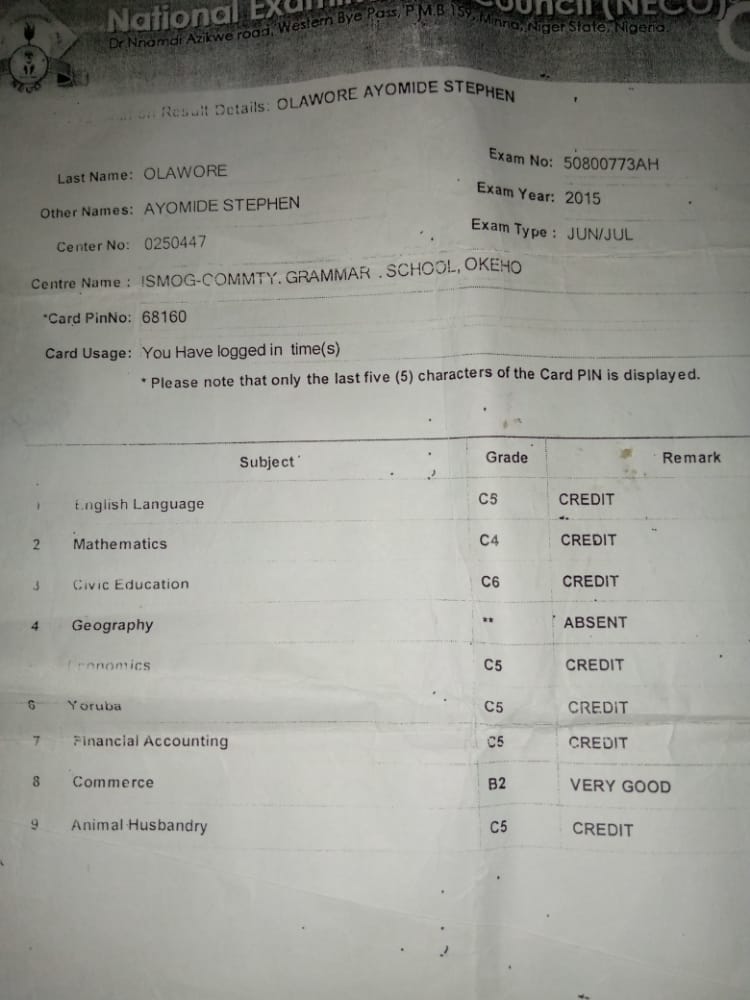 National Council (NECO)
Dr Nnamdi Azikwe road, Western Bye Pass, P.M.B 159, Minna, Niger State, Nigeria.
Result Details: OLAWORE AYOMIDE STEPHEN
Last Name: OLAWORE
Exam No: 50800773AH
Other Names: AYOMIDE STEPHEN
Exam Year: 2015
Center No: 0250447
Exam Type : JUN/JUL
Centre Name : ISMOG-COMMTY. GRAMMAR . SCHOOL, OKEHO
*Card PinNo: 68160
Card Usage: You Have logged in time(s)
* Please note that only the last five (5) characters of the Card PIN is displayed.
Subject Grade Remark
1 English Language C5 CREDIT
2 Mathematics C4 CREDIT
3 Civic Education C6 CREDIT
4 Geography ** ABSENT
Economics C5 CREDIT
6 Yoruba C5 CREDIT
7 Financial Accounting C5 CREDIT
8 Commerce B2 VERY GOOD
9 Animal Husbandry C5 CREDIT